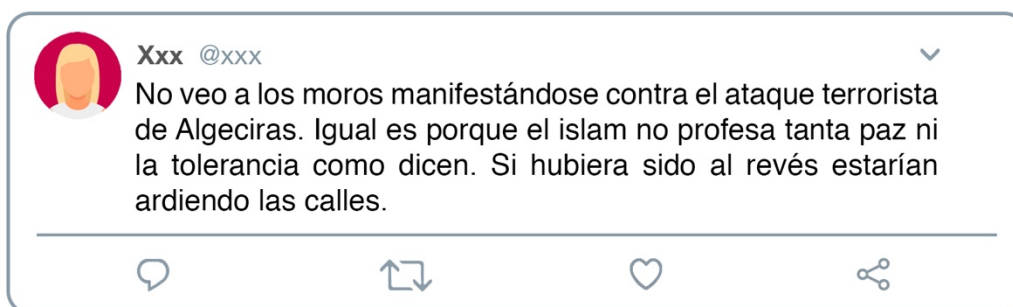 Xxx @xxx
No veo a los moros manifestándose contra el ataque terrorista
de Algeciras. Igual es porque el islam no profesa tanta paz ni
la tolerancia como dicen. Si hubiera sido al revés estarían
ardiendo las calles.